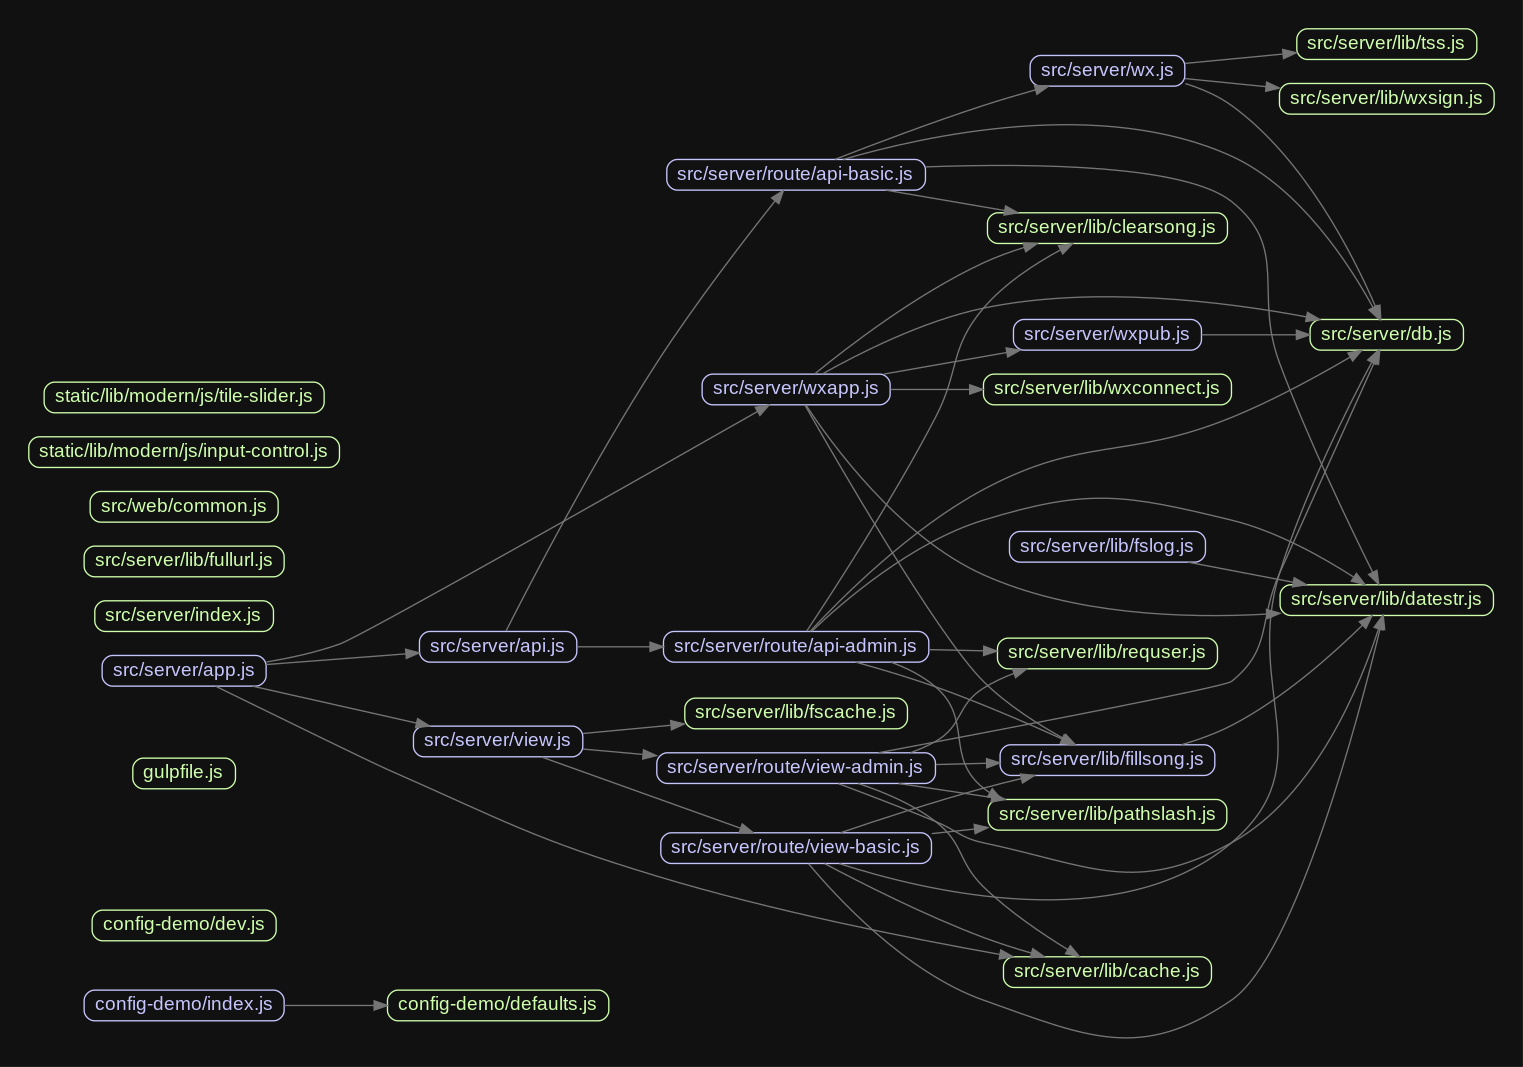 src/server/lib/tss.js
src/server/wx.js
src/server/lib/wxsign.js
src/server/route/api-basic.js
src/server/lib/clearsong.js
src/server/wxpub.js
src/server/db.js
src/server/wxapp.js
src/server/lib/wxconnect.js
static/lib/modern/js/tile-slider.js
static/lib/modern/js/input-control.js
src/web/common.js
src/server/lib/fslog.js
src/server/lib/fullurl.js
src/server/lib/datestr.js
src/server/index.js
src/server/api.js
src/server/route/api-admin.js
src/server/lib/requser.js
src/server/app.js
src/server/lib/fscache.js
src/server/view.js
src/server/lib/fillsong.js
src/server/route/view-admin.js
gulpfile.js
src/server/lib/pathslash.js
src/server/route/view-basic.js
config-demo/dev.js
src/server/lib/cache.js
config-demo/index.js
config-demo/defaults.js